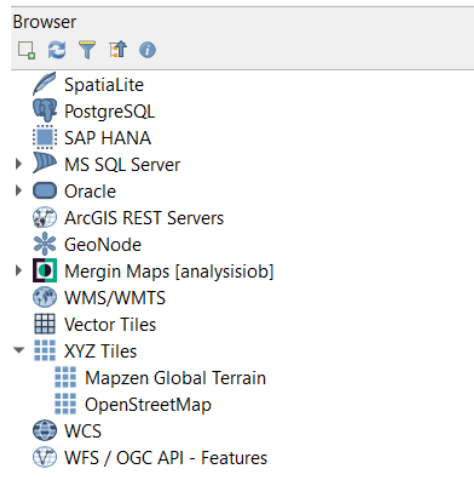 Browser
SpatiaLite
PostgreSQL
SAP HANA
MS SQL Server
Oracle
ArcGIS REST Servers
GeoNode
Mergin Maps [analysisiob]
WMS/WMTS
Vector Tiles
XYZ Tiles
Mapzen Global Terrain
OpenStreetMap
WCS
WFS / OGC API - Features